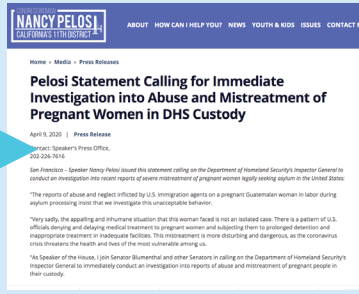 CONGRESSWOMAN
NANCY PELOSI
CALIFORNIA'S 11TH DISTRICT
ABOUT HOW CAN I HELP YOU? NEWS YOUTH & KIDS ISSUES CONTACT
Home » Media » Press Releases
Pelosi Statement Calling for Immediate
Investigation into Abuse and Mistreatment of
Pregnant Women in DHS Custody
April 9, 2020 | Press Release
Contact: Speaker's Press Office,
202-226-7616
San Francisco – Speaker Nancy Pelosi issued this statement calling on the Department of Homeland Security's Inspector General to
conduct an investigation into recent reports of severe mistreatment of pregnant women legally seeking asylum in the United States:
"The reports of abuse and neglect inflicted by U.S. immigration agents on a pregnant Guatemalan woman in labor during
asylum processing insist that we investigate this unacceptable behavior.
"Very sadly, the appalling and inhumane situation that this woman faced is not an isolated case. There is a pattern of U.S.
officials denying and delaying medical treatment to pregnant women and subjecting them to prolonged detention and
inappropriate treatment in inadequate facilities. This mistreatment is more disturbing and dangerous, as the coronavirus
crisis threatens the health and lives of the most vulnerable among us.
"As Speaker of the House, I join Senator Blumenthal and other Senators in calling on the Department of Homeland Security's
Inspector General to immediately conduct an investigation into reports of abuse and mistreatment of pregnant people in
their custody.